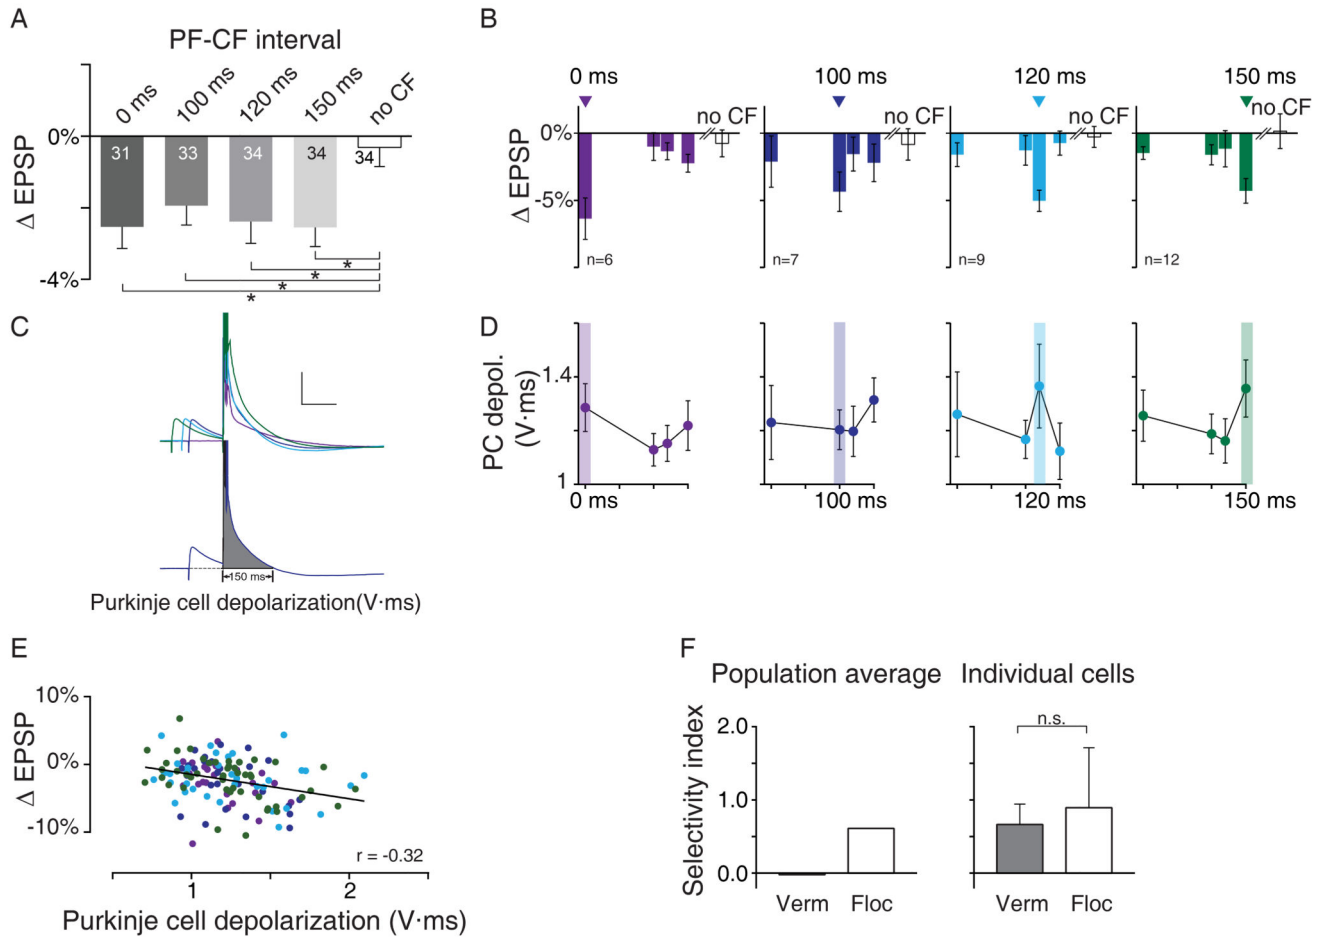 A
PF-CF interval
0 ms
100 ms
120 ms
150 ms
no CF
0%
-4%
Δ EPSP
31
33
34
34
34
*
*
*
*
B
0 ms
100 ms
120 ms
150 ms
no CF
no CF
no CF
no CF
0%
-5%
Δ EPSP
n=6
n=7
n=9
n=12
C
150 ms
Purkinje cell depolarization(V·ms)
D
PC depol.
(V·ms)
1.4
1
0 ms
100 ms
120 ms
150 ms
E
Δ EPSP
10%
0%
-10%
r = -0.32
1
2
Purkinje cell depolarization (V·ms)
F
Population average
Individual cells
Selectivity index
2.0
1.0
0.0
n.s.
Verm
Floc
Verm
Floc